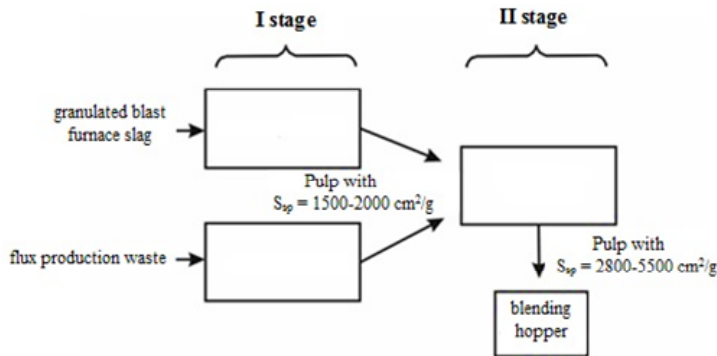 I stage
II stage
granulated blast
furnace slag
Pulp with
Sₛₚ = 1500-2000 cm²/g
flux production waste
Pulp with
Sₛₚ = 2800-5500 cm²/g
blending
hopper